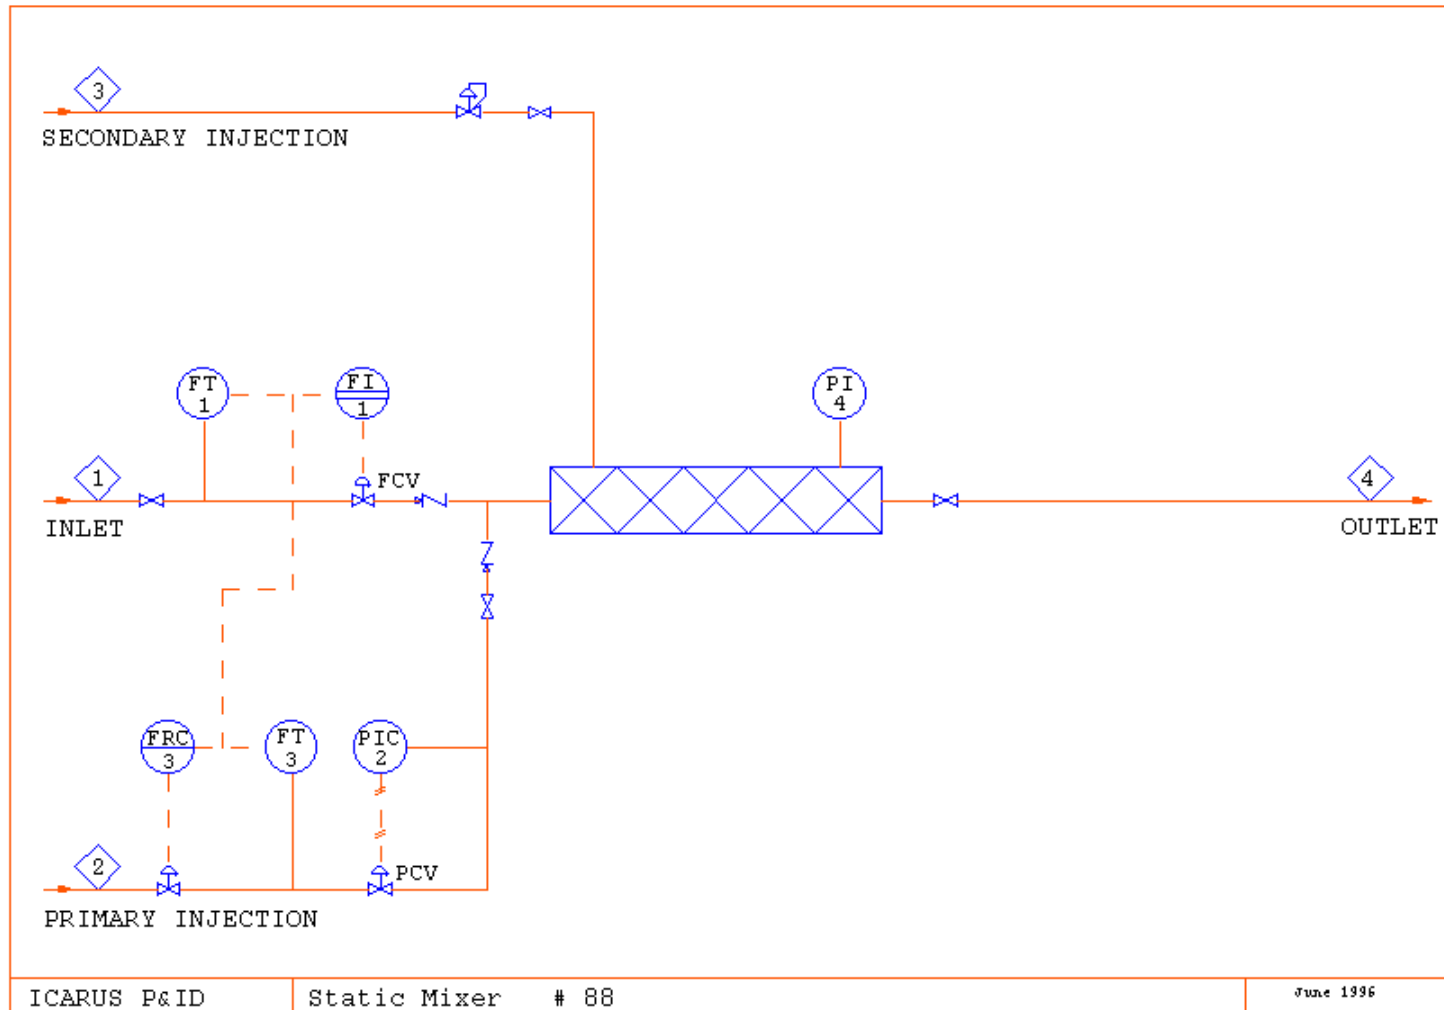 3
SECONDARY INJECTION
FT
1
FI
1
PI
4
1
FCV
4
INLET
OUTLET
FRC
3
FT
3
PIC
2
2
PCV
PRIMARY INJECTION
ICARUS P&ID
Static Mixer # 88
June 1996